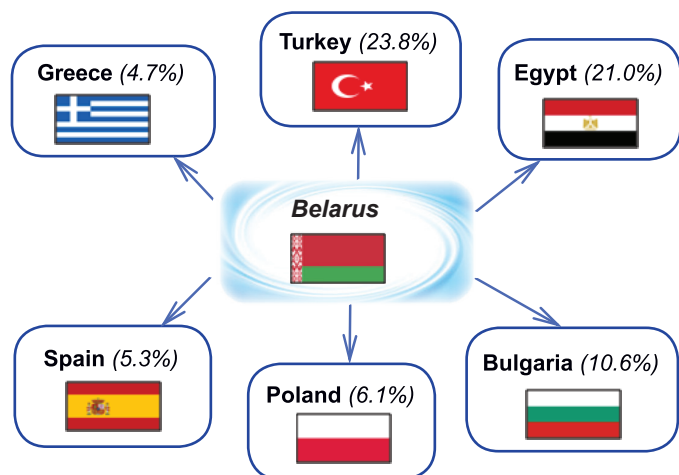 Turkey (23.8%)
Greece (4.7%)
Egypt (21.0%)
Belarus
Spain (5.3%)
Poland (6.1%)
Bulgaria (10.6%)